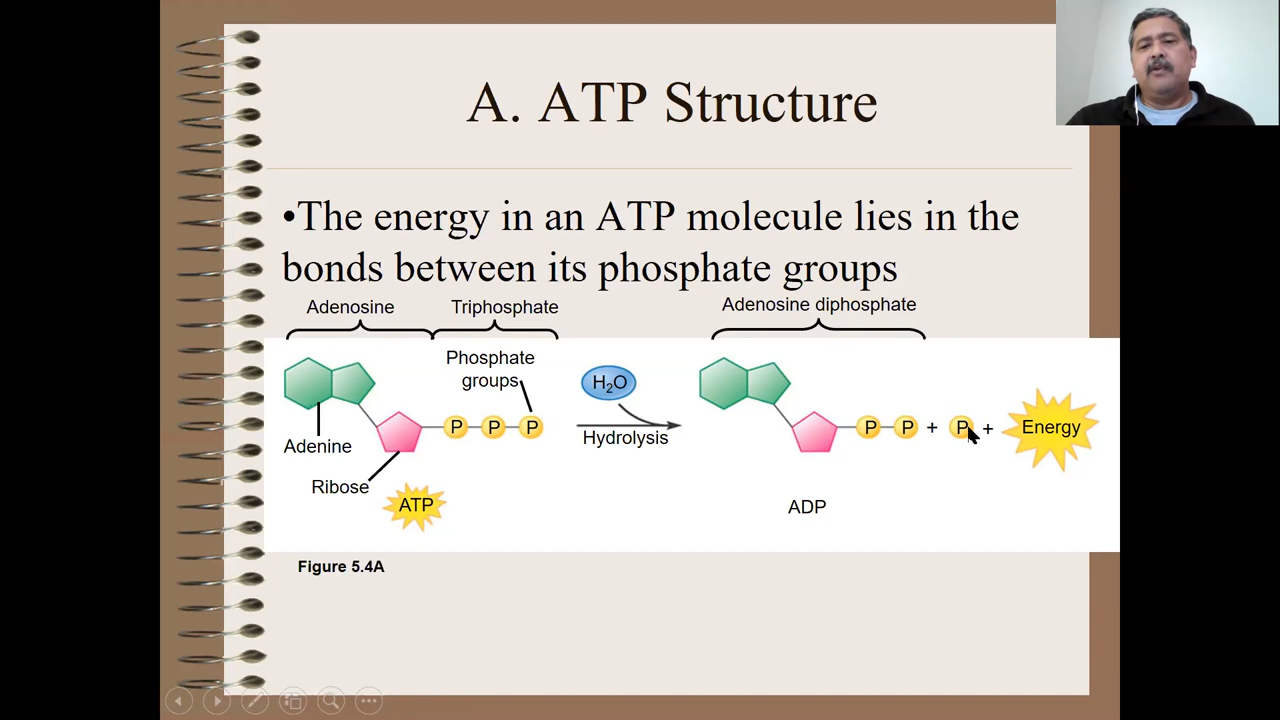 A. ATP Structure
•The energy in an ATP molecule lies in the
bonds between its phosphate groups
Adenosine Triphosphate Adenosine diphosphate
Phosphate
groups
H₂O
Hydrolysis
P P P
P P + P + Energy
Adenine
Ribose
ATP
ADP
Figure 5.4A